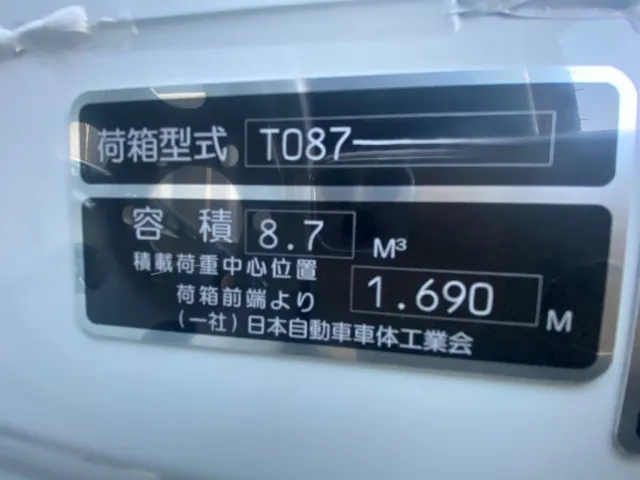 荷箱型式 T087
容積 8.7 M³
積載荷重中心位置
荷箱前端より 1.690 M
(一社)日本自動車車体工業会